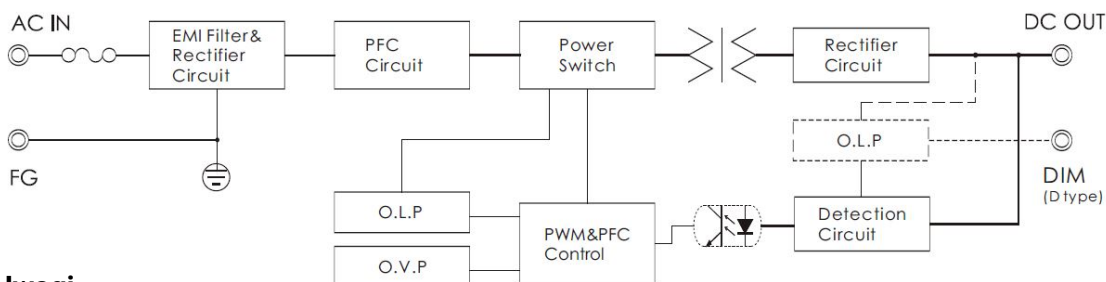 AC IN
DC OUT
EMI Filter&
Rectifier
Circuit
PFC
Circuit
Power
Switch
Rectifier
Circuit
O.L.P
FG
DIM
(D type)
O.L.P
PWM&PFC
Control
Detection
Circuit
O.V.P